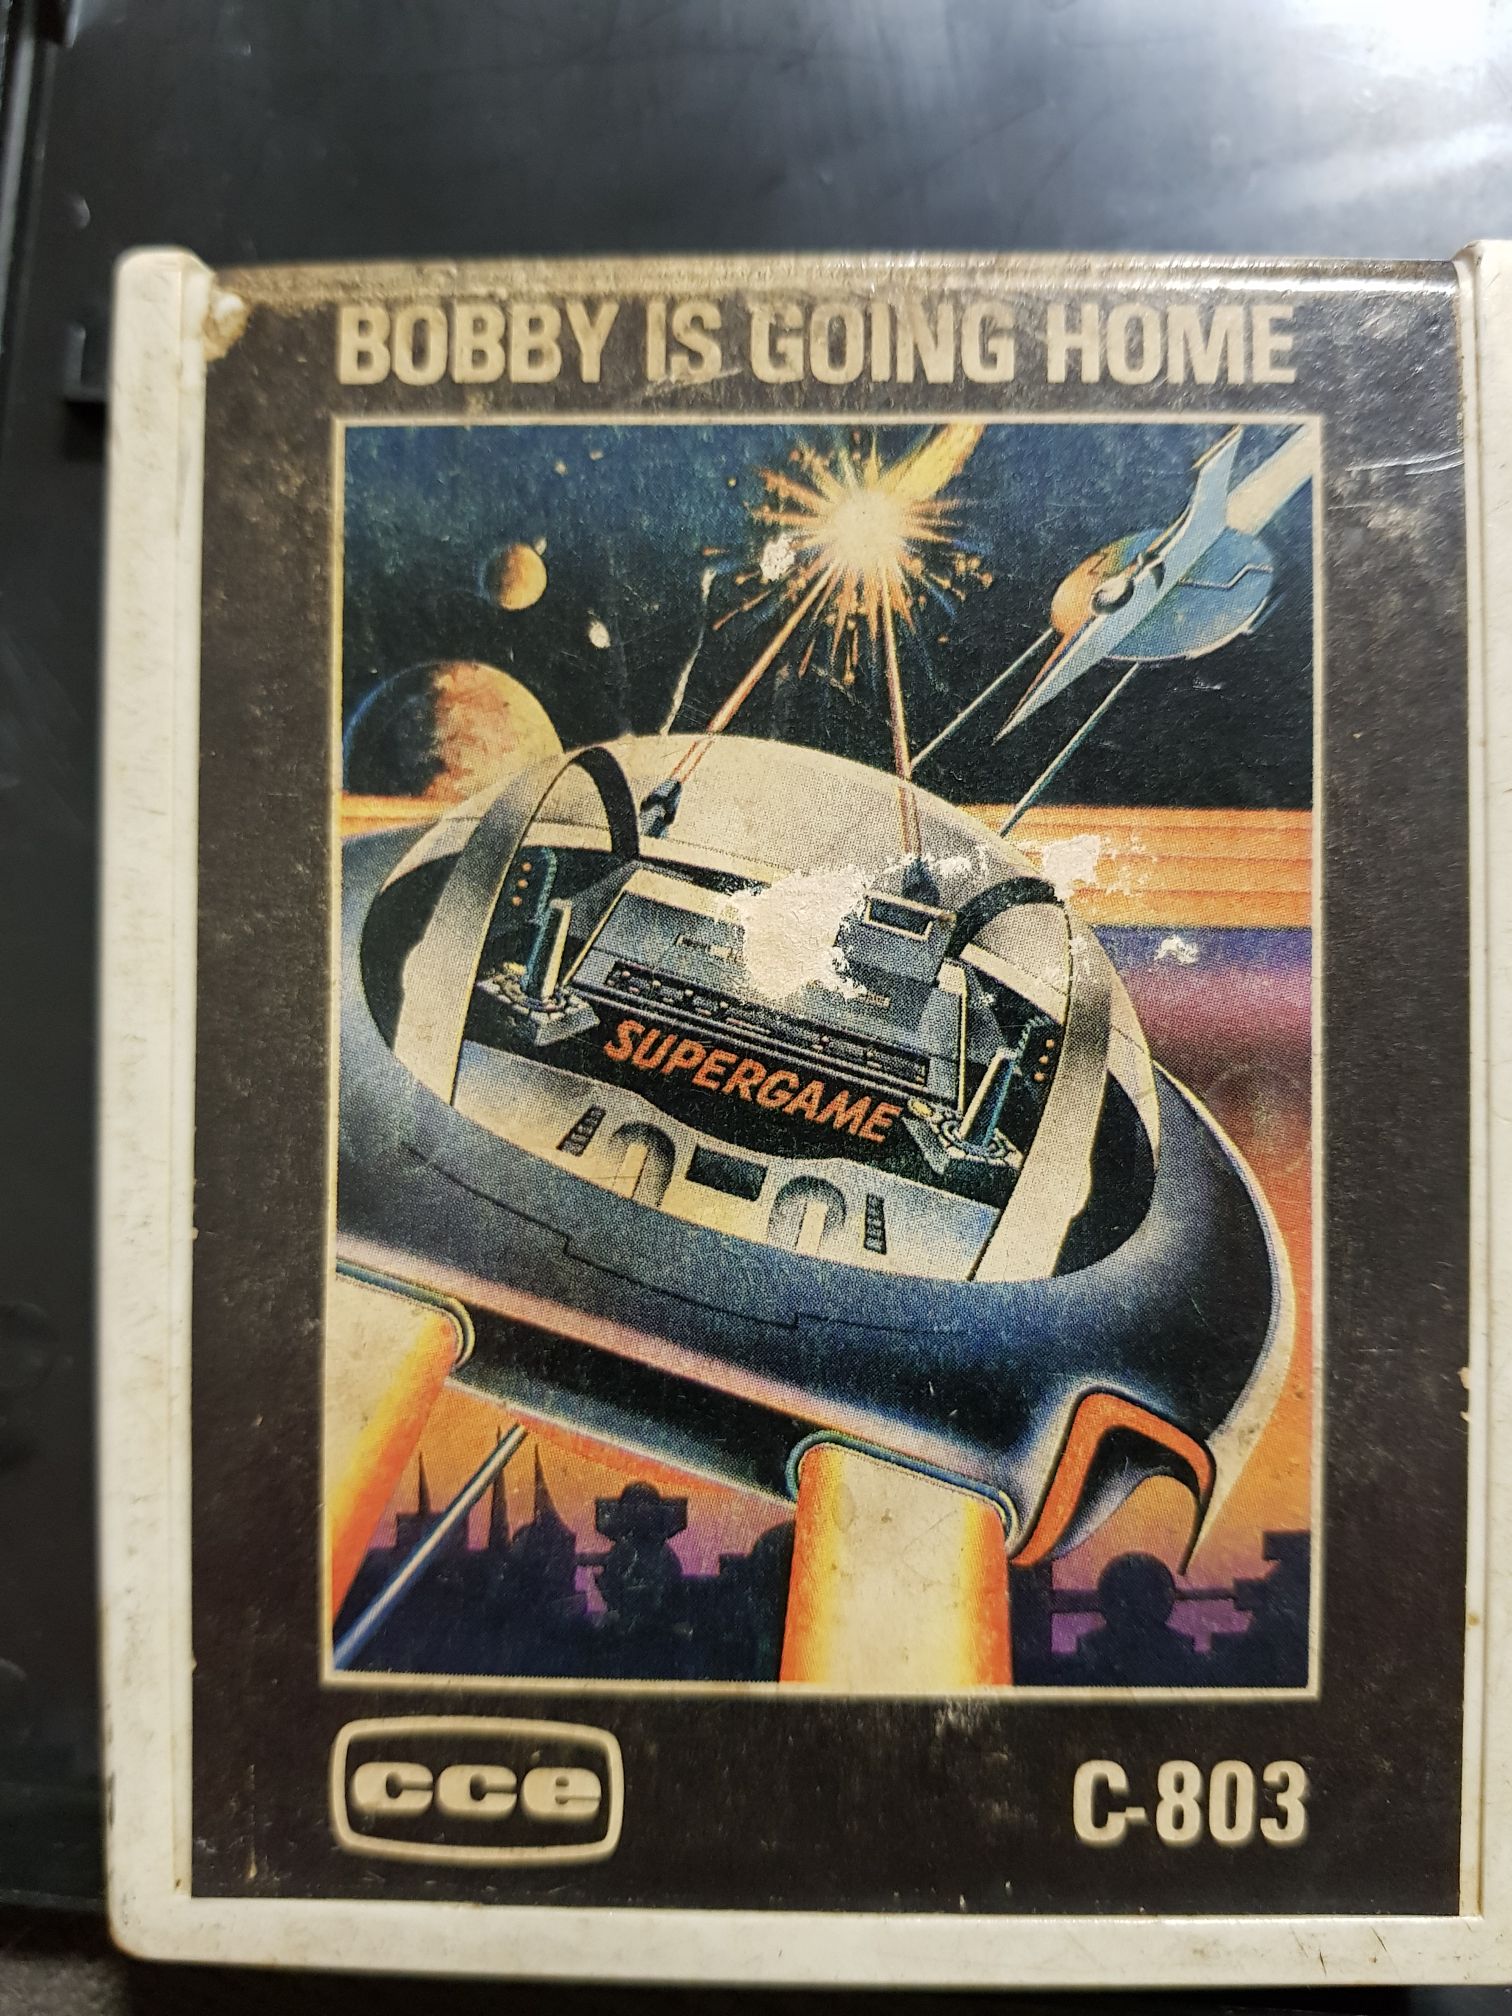 BOBBY IS GOING HOME
SUPERGAME
cce
C-803